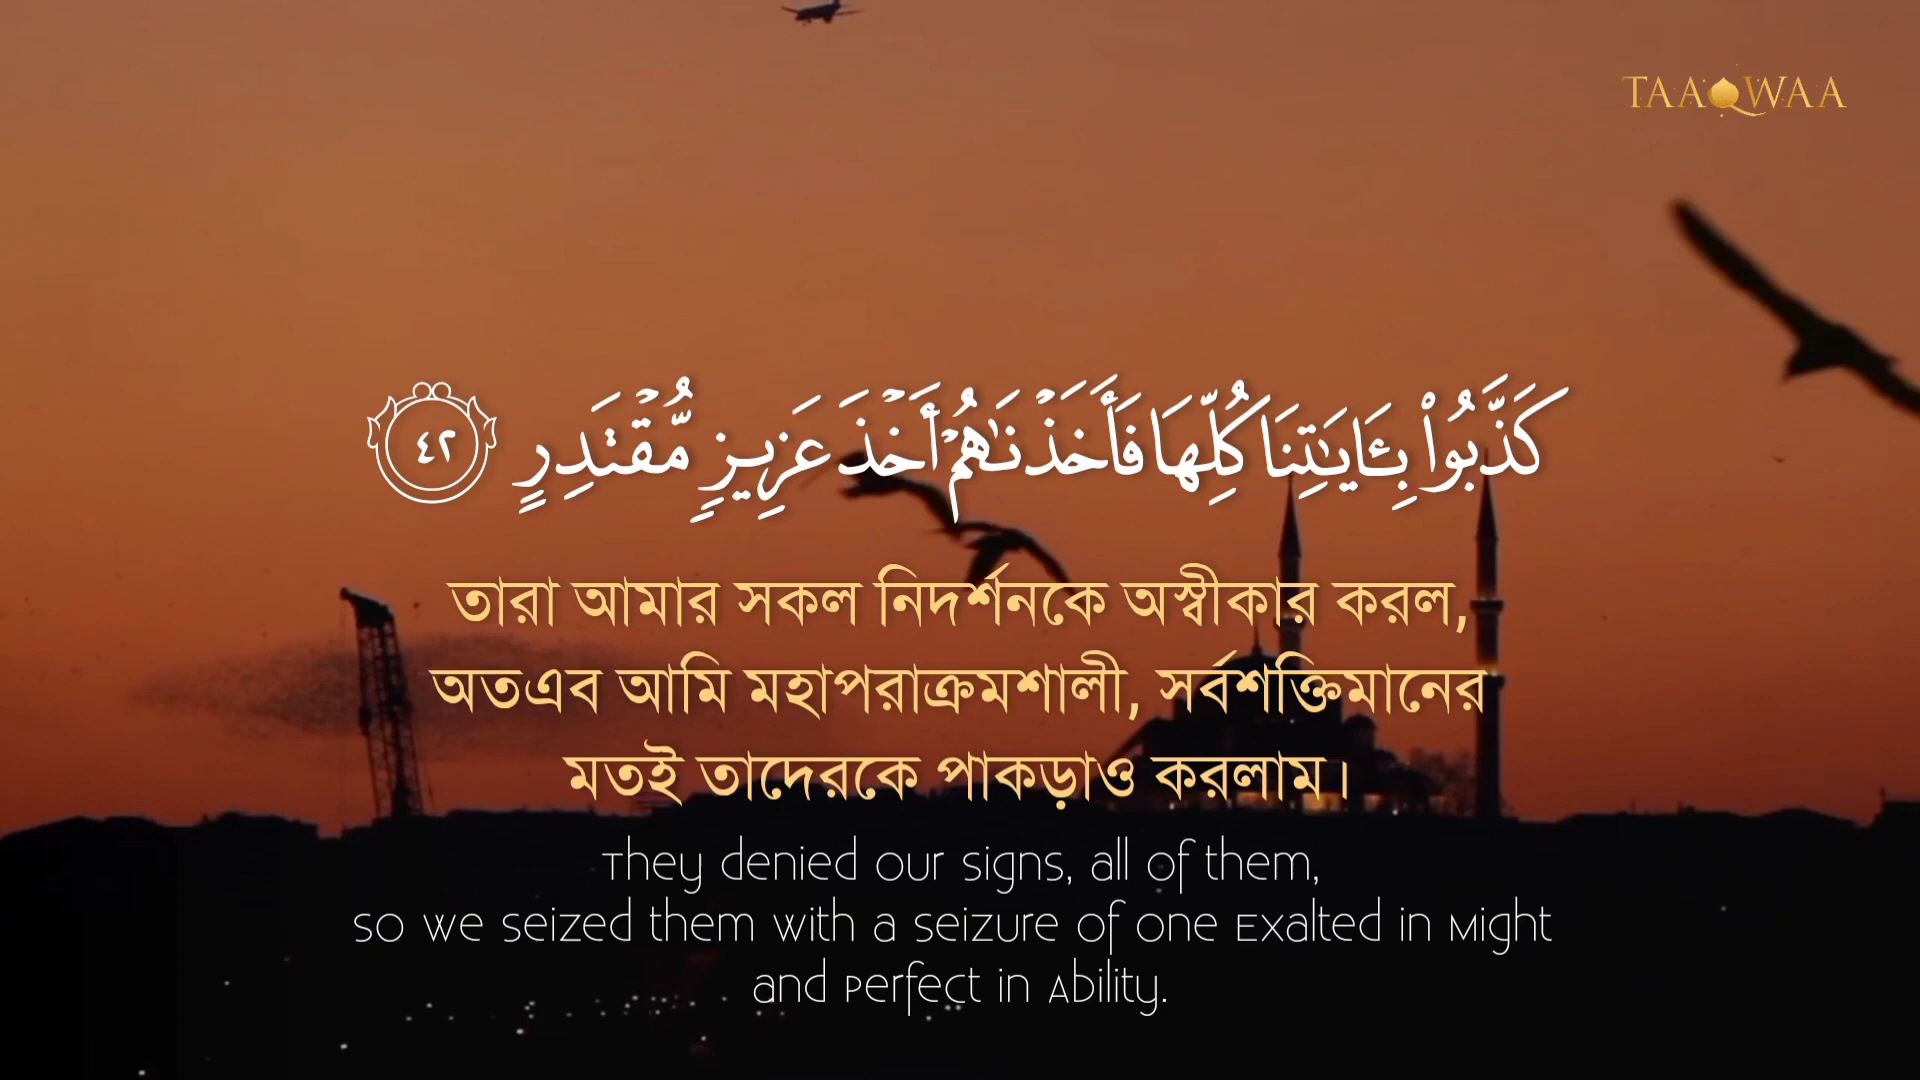 TAAQWAA
كَذَّبُوا۟ بِـَٔايَـٰتِنَا كُلِّهَا فَأَخَذْنَـٰهُمْ أَخْذَ عَزِيزٍ مُّقْتَدِرٍ ٤٢
তারা আমার সকল নিদর্শনকে অস্বীকার করল,
অতএব আমি মহাপরাক্রমশালী, সর্বশক্তিমানের
মতই তাদেরকে পাকড়াও করলাম।
They denied our signs, all of them,
so we seized them with a seizure of one Exalted in Might
and Perfect in Ability.